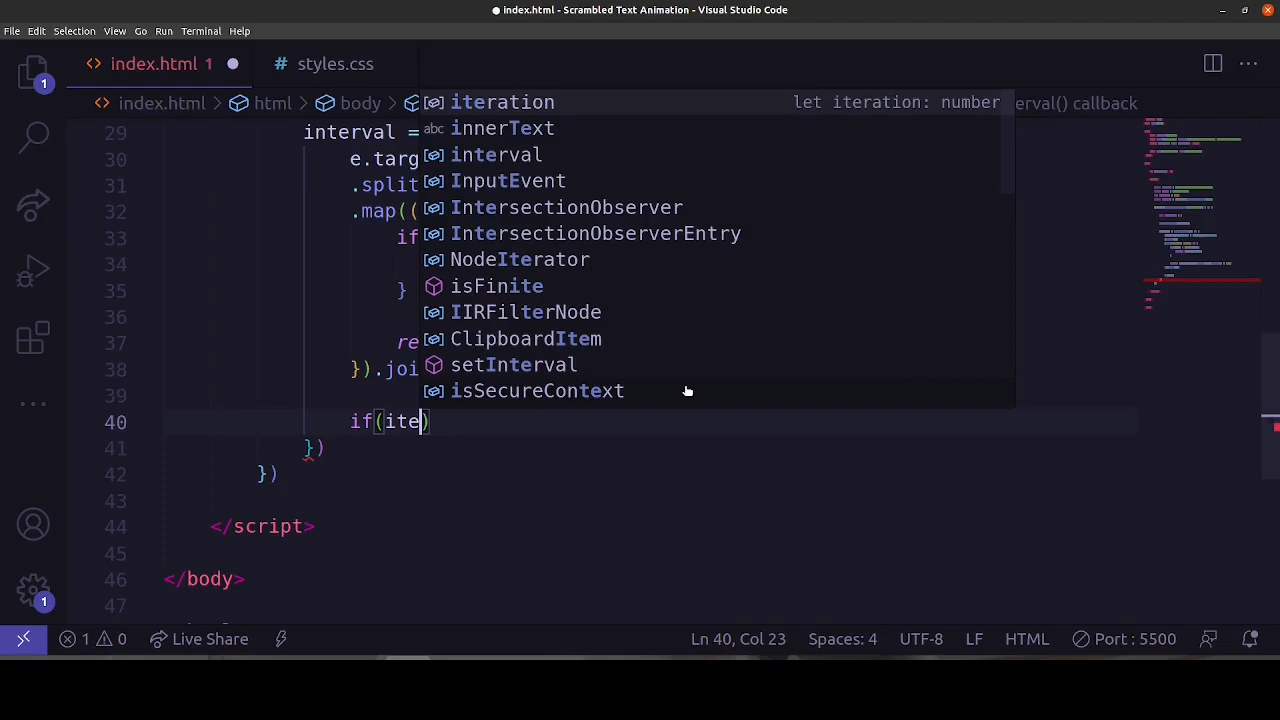 index.html - Scrambled Text Animation - Visual Studio Code
File Edit Selection View Go Run Terminal Help
index.html 1 # styles.css
index.html > html > body > erval() callback
29 interval =
30 e.targ
31 .split
32 .map((
33 if
34
35 }
36
37 re
38 }).joi
39
40 if(ite)
41 })
42 })
43
44 </script>
45
46 </body>
47
iteration let iteration: number
abc innerText
interval
InputEvent
IntersectionObserver
IntersectionObserverEntry
NodeIterator
isFinite
IIRFilterNode
ClipboardItem
setInterval
isSecureContext
1
1
1 0 Live Share Ln 40, Col 23 Spaces: 4 UTF-8 LF HTML Port : 5500